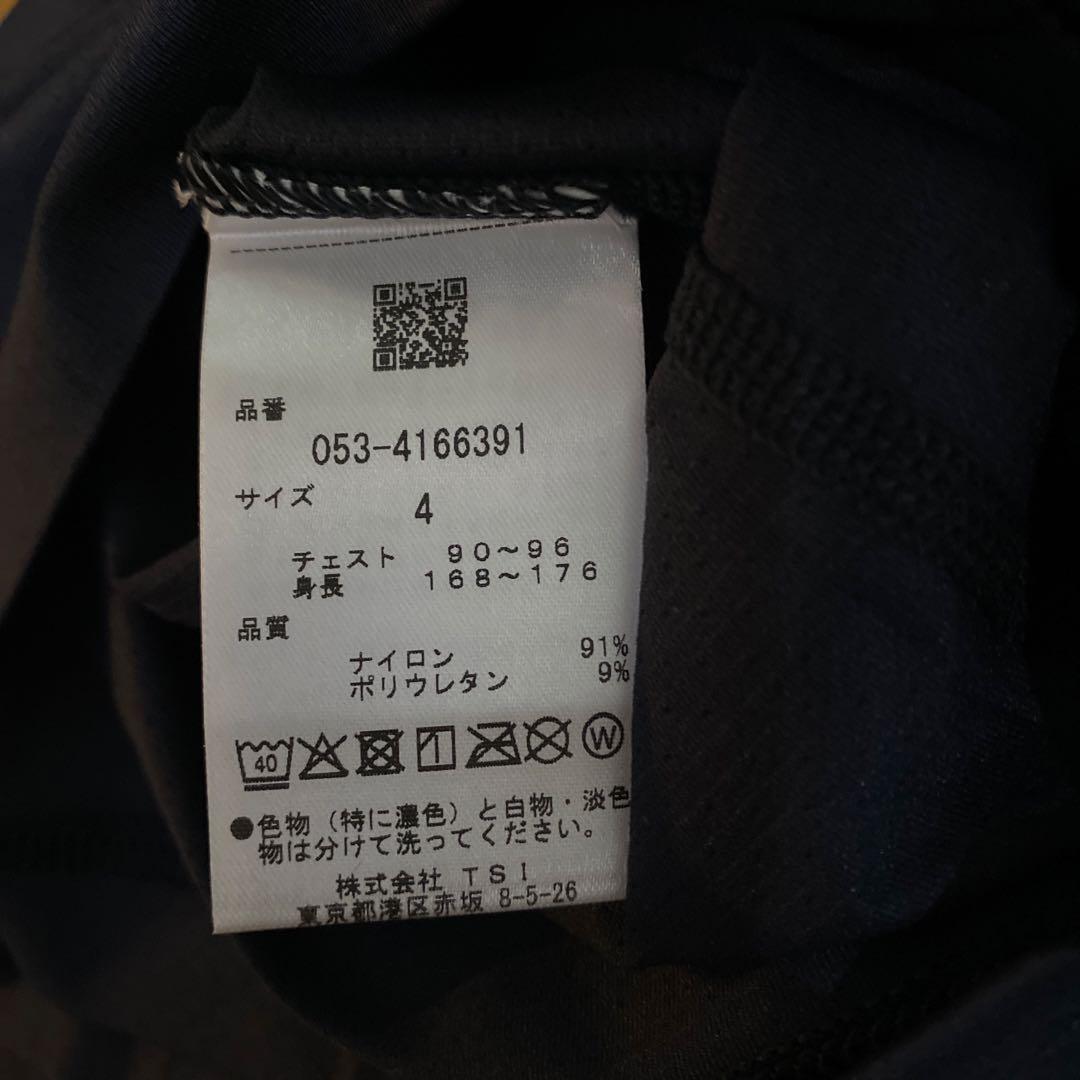 品番
053-4166391
サイズ
4
チェスト 90~96
身長 168~176
品質
ナイロン 91%
ポリウレタン 9%
40
W
●色物(特に濃色)と白物・淡色
物は分けて洗ってください。
株式会社 TSI
東京都港区赤坂 8-5-26